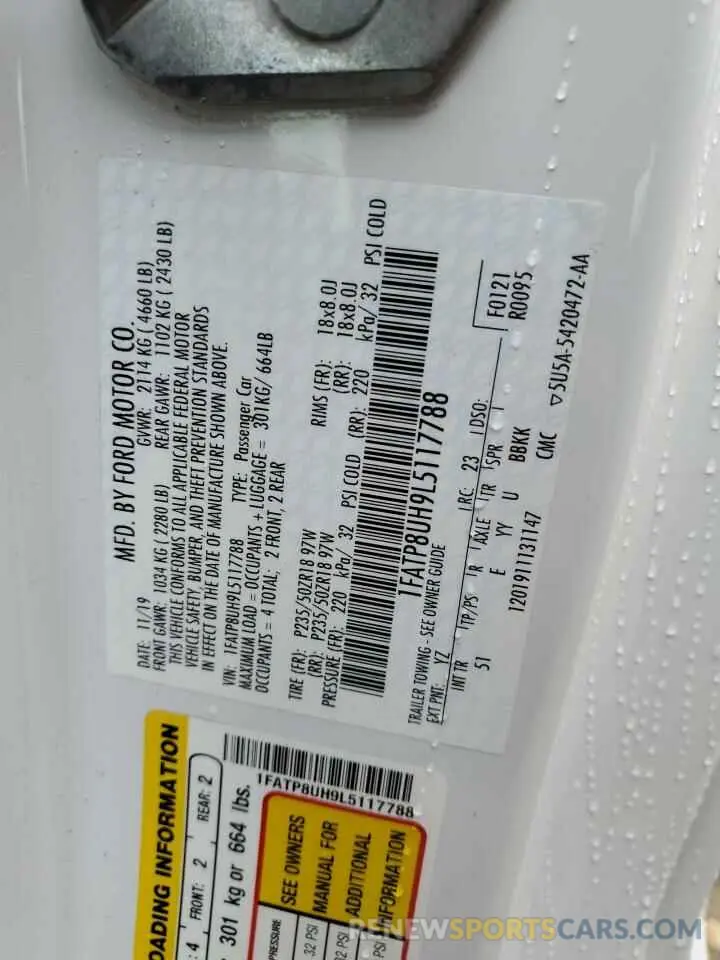 MFD. BY FORD MOTOR CO.
DATE: 11/19 GVWR: 2114 KG ( 4660 LB)
FRONT GAWR: 1034 KG ( 2280 LB) REAR GAWR: 1102 KG ( 2430 LB)
THIS VEHICLE CONFORMS TO ALL APPLICABLE FEDERAL MOTOR
VEHICLE SAFETY, BUMPER, AND THEFT PREVENTION STANDARDS
IN EFFECT ON THE DATE OF MANUFACTURE SHOWN ABOVE.
VIN: 1FATP8UH9L5117788 TYPE: Passenger Car
MAXIMUM LOAD = OCCUPANTS + LUGGAGE = 301KG/ 664LB
OCCUPANTS = 4 TOTAL; 2 FRONT, 2 REAR
TIRE (FR): P235/50ZR18 97W RIMS (FR): 18x8.0J
(RR): P235/50ZR18 97W (RR): 18x8.0J
PRESSURE (FR): 220 kPa/ 32 PSI COLD (RR): 220 kPa/ 32 PSI COLD
1FATP8UH9L5117788
TRAILER TOWING - SEE OWNER GUIDE
EXT PNT: YZ RC: 23 DSO: F0121
INT TR TP/PS R AXLE TR SPR R0095
51 E YY U BBKK
1201911131147 CMC ▽5U5A-5420472-AA
OADING INFORMATION
: 4 FRONT: 2 REAR: 2
301 kg or 664 lbs.
1FATP8UH9L5117788
PRESSURE SEE OWNERS
32 PSI MANUAL FOR
32 PSI ADDITIONAL
PSI INFORMATION
RENEWSPORTSCARS.COM